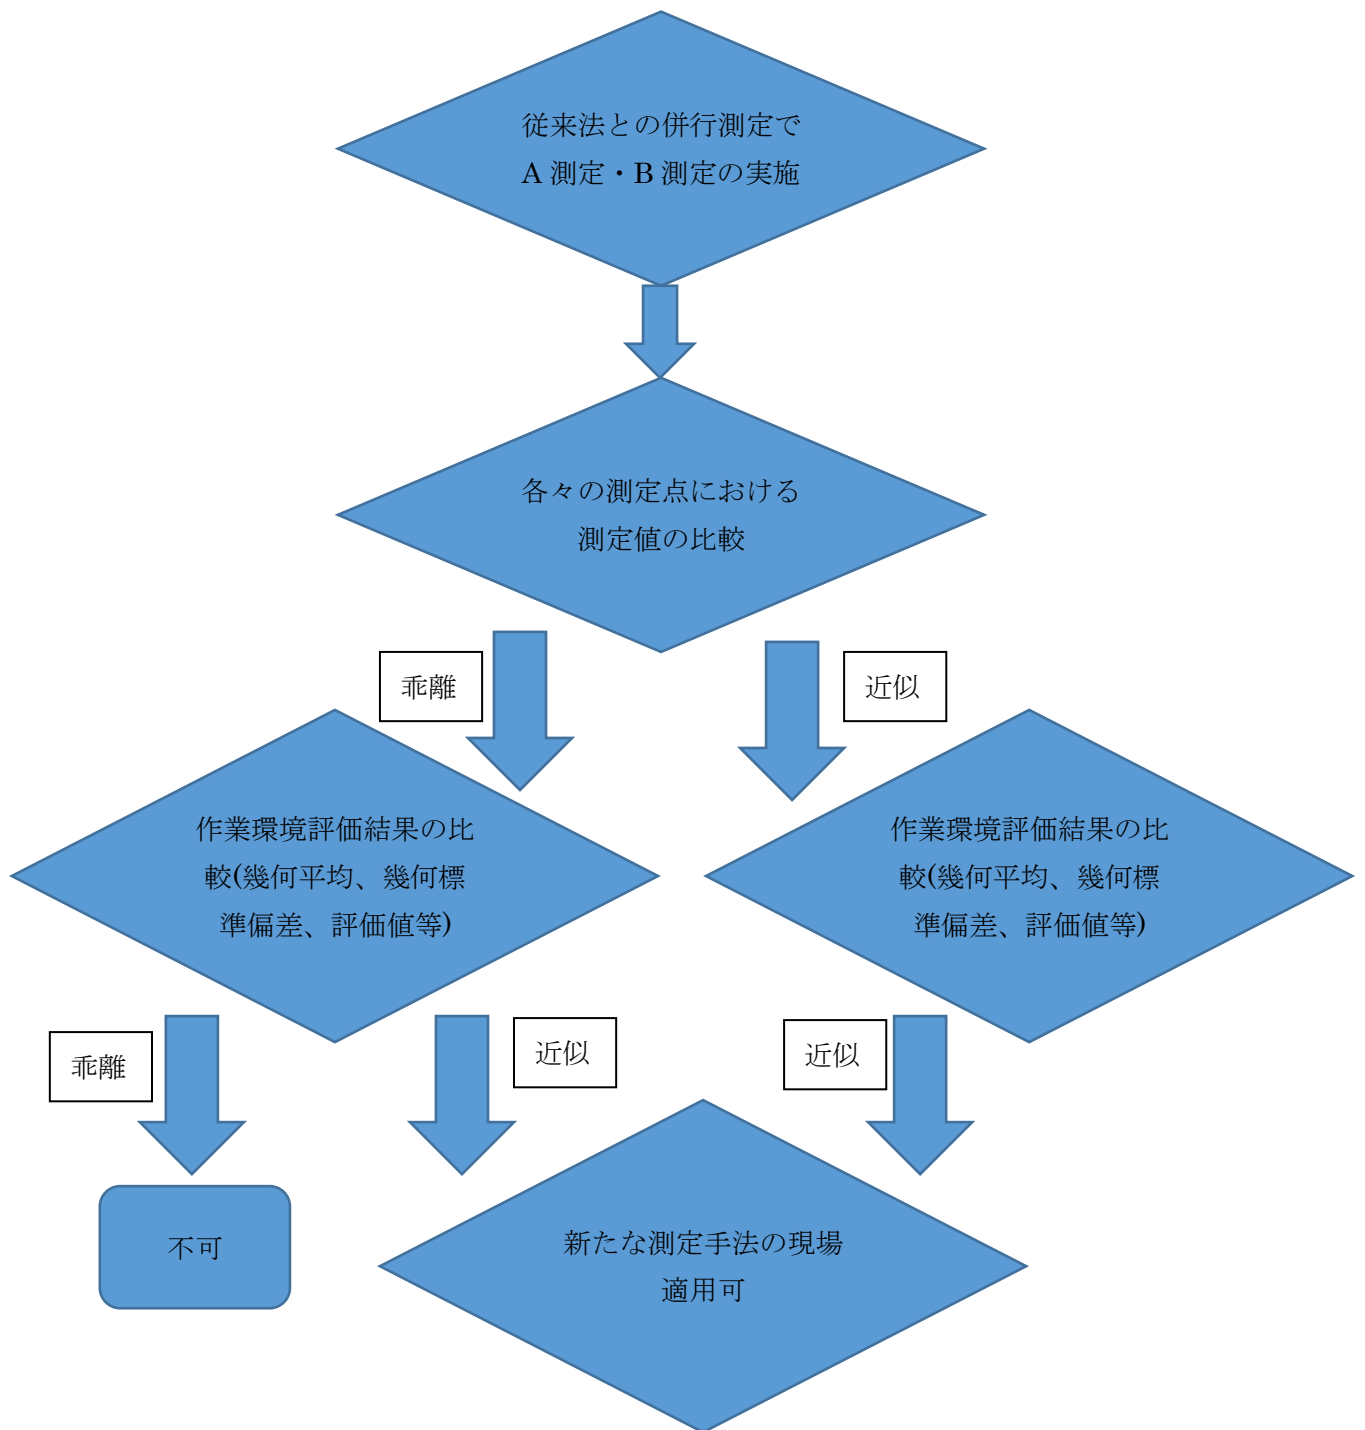 従来法との併行測定で
A 測定・B 測定の実施
各々の測定点における
測定値の比較
乖離
近似
作業環境評価結果の比
較(幾何平均、幾何標
準偏差、評価値等)
作業環境評価結果の比
較(幾何平均、幾何標
準偏差、評価値等)
乖離
近似
近似
不可
新たな測定手法の現場
適用可